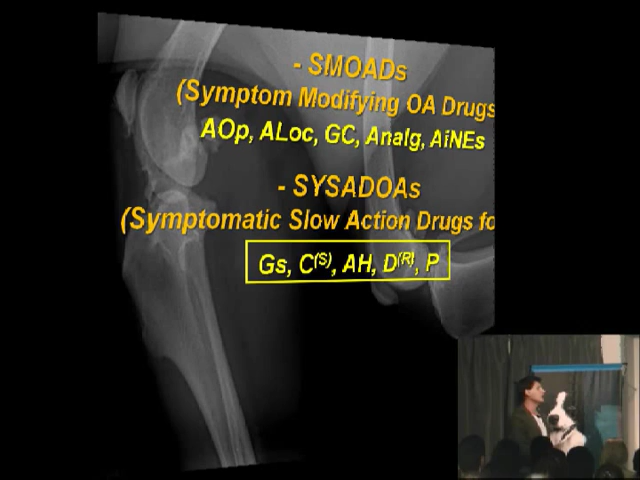 - SMOADs
(Symptom Modifying OA Drugs
AOp, ALoc, GC, Analg, AiNEs
- SYSADOAs
(Symptomatic Slow Action Drugs fo
Gs, C(S), AH, D(R), P